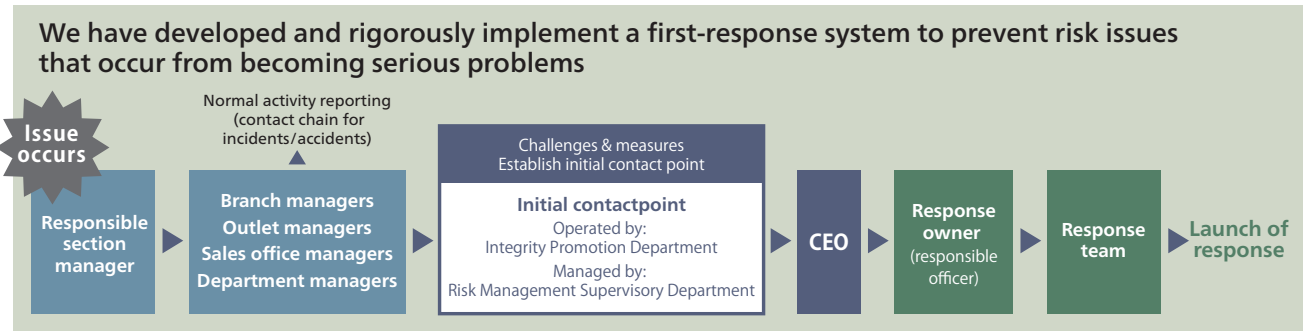 We have developed and rigorously implement a first-response system to prevent risk issues
that occur from becoming serious problems
Issue
occurs
Responsible
section
manager
Normal activity reporting
(contact chain for
incidents/accidents)
Branch managers
Outlet managers
Sales office managers
Department managers
Challenges & measures
Establish initial contact point
Initial contactpoint
Operated by:
Integrity Promotion Department
Managed by:
Risk Management Supervisory Department
CEO
Response
owner
(responsible
officer)
Response
team
Launch of
response